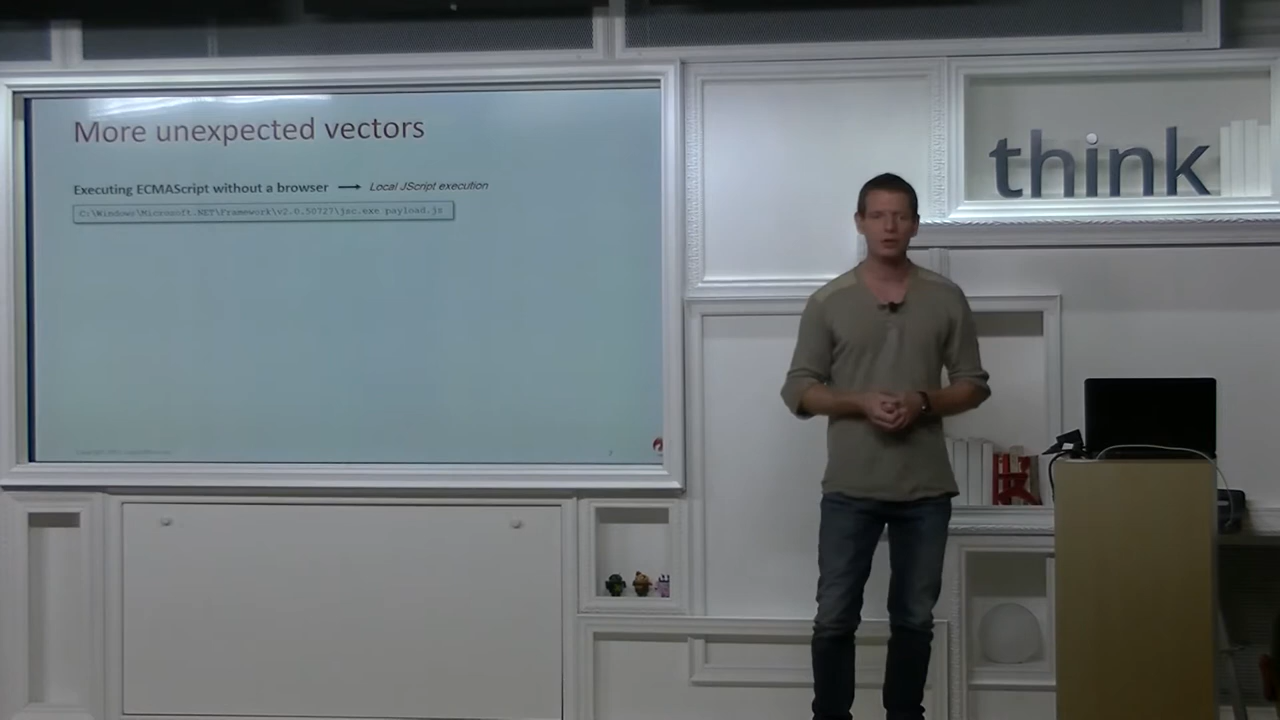 More unexpected vectors
Executing ECMAScript without a browser → Local JScript execution
C:\Windows\Microsoft.NET\Framework\v2.0.50727\jsc.exe payload.js
think